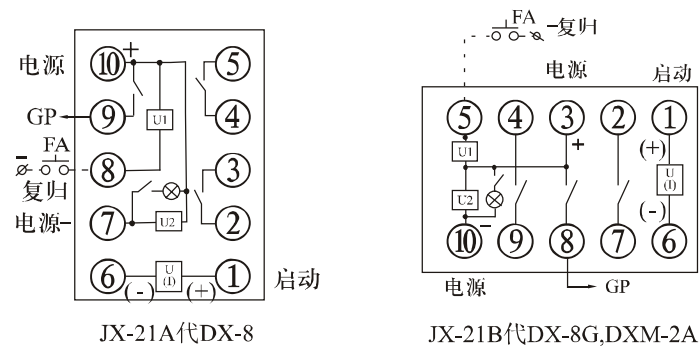 电源 10 + 5
GP 9 U1 4
FA
- 8 3
复归
电源- 7 U2 2
6 (-) U (I) (+) 1 启动
JX-21A代DX-8
FA -复归
电源 启动
5 4 3 2 1
U1 + (+)
U2 U (I)
- (-)
10 9 8 7 6
电源 GP
JX-21B代DX-8G,DXM-2A